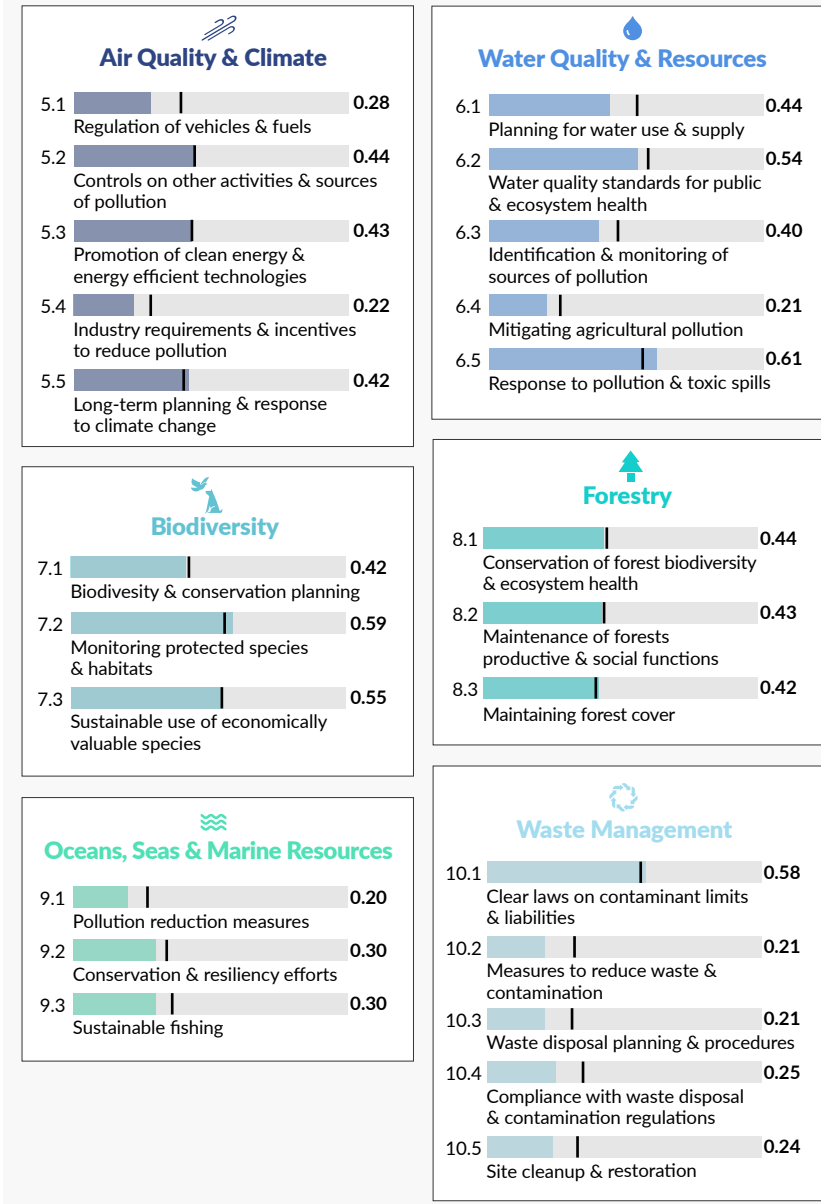 Air Quality & Climate
5.1 0.28
Regulation of vehicles & fuels
5.2 0.44
Controls on other activities & sources
of pollution
5.3 0.43
Promotion of clean energy &
energy efficient technologies
5.4 0.22
Industry requirements & incentives
to reduce pollution
5.5 0.42
Long-term planning & response
to climate change
Water Quality & Resources
6.1 0.44
Planning for water use & supply
6.2 0.54
Water quality standards for public
& ecosystem health
6.3 0.40
Identification & monitoring of
sources of pollution
6.4 0.21
Mitigating agricultural pollution
6.5 0.61
Response to pollution & toxic spills
Biodiversity
7.1 0.42
Biodivesity & conservation planning
7.2 0.59
Monitoring protected species
& habitats
7.3 0.55
Sustainable use of economically
valuable species
Forestry
8.1 0.44
Conservation of forest biodiversity
& ecosystem health
8.2 0.43
Maintenance of forests
productive & social functions
8.3 0.42
Maintaining forest cover
Oceans, Seas & Marine Resources
9.1 0.20
Pollution reduction measures
9.2 0.30
Conservation & resiliency efforts
9.3 0.30
Sustainable fishing
Waste Management
10.1 0.58
Clear laws on contaminant limits
& liabilities
10.2 0.21
Measures to reduce waste &
contamination
10.3 0.21
Waste disposal planning & procedures
10.4 0.25
Compliance with waste disposal
& contamination regulations
10.5 0.24
Site cleanup & restoration